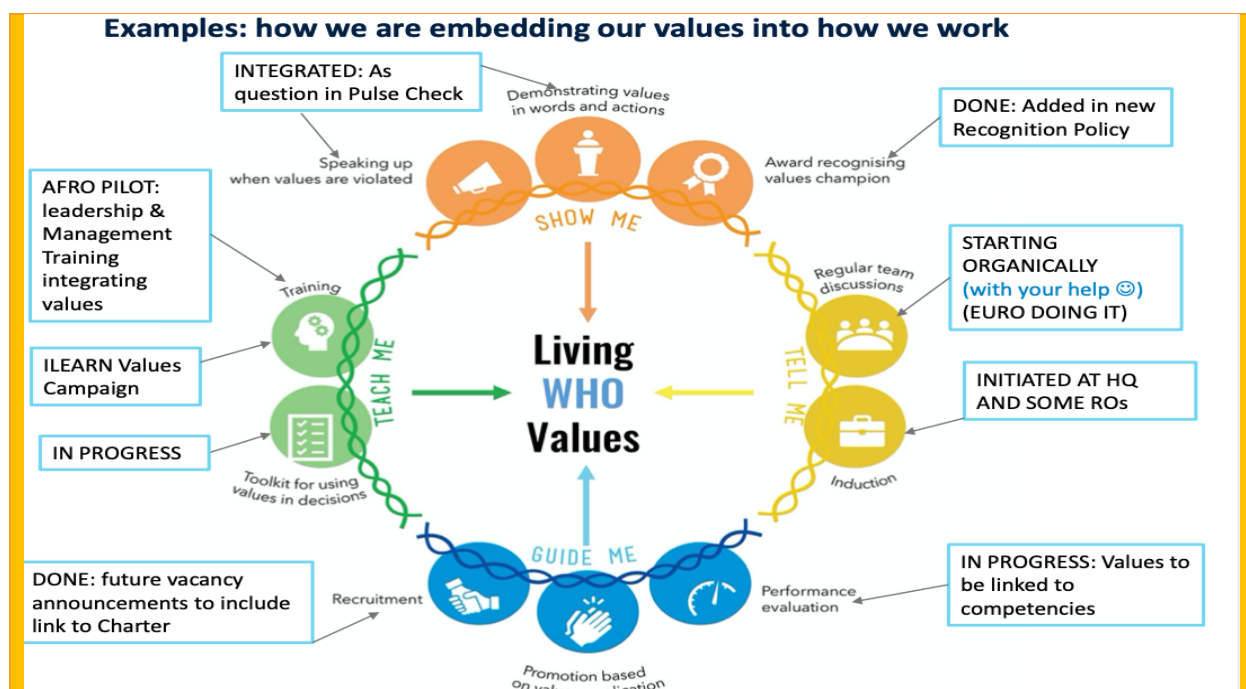 Examples: how we are embedding our values into how we work
INTEGRATED: As
question in Pulse Check
Demonstrating values
in words and actions
DONE: Added in new
Recognition Policy
Speaking up
when values are violated
Award recognising
values champion
AFRO PILOT:
leadership &
Management
Training
integrating
values
SHOW ME
STARTING
ORGANICALLY
(with your help ☺)
(EURO DOING IT)
Regular team
discussions
Training
ILEARN Values
Campaign
TEACH ME
Living
WHO
Values
TELL ME
INITIATED AT HQ
AND SOME ROs
IN PROGRESS
Toolkit for using
values in decisions
Induction
GUIDE ME
DONE: future vacancy
announcements to include
link to Charter
Recruitment
Performance
evaluation
IN PROGRESS: Values to
be linked to
competencies
Promotion based
on